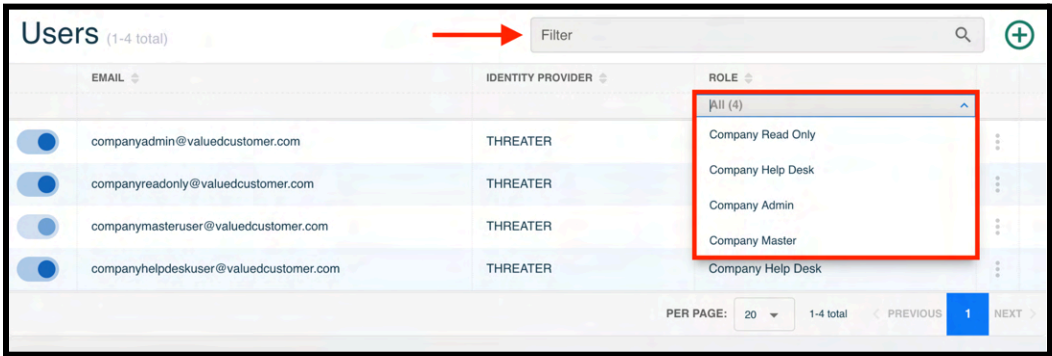 Users (1-4 total) Filter
EMAIL IDENTITY PROVIDER ROLE
All (4)
companyadmin@valuedcustomer.com THREATER Company Read Only
Company Help Desk
companyreadonly@valuedcustomer.com THREATER
Company Admin
companymasteruser@valuedcustomer.com THREATER
Company Master
companyhelpdeskuser@valuedcustomer.com THREATER Company Help Desk
PER PAGE: 20 1-4 total PREVIOUS 1 NEXT